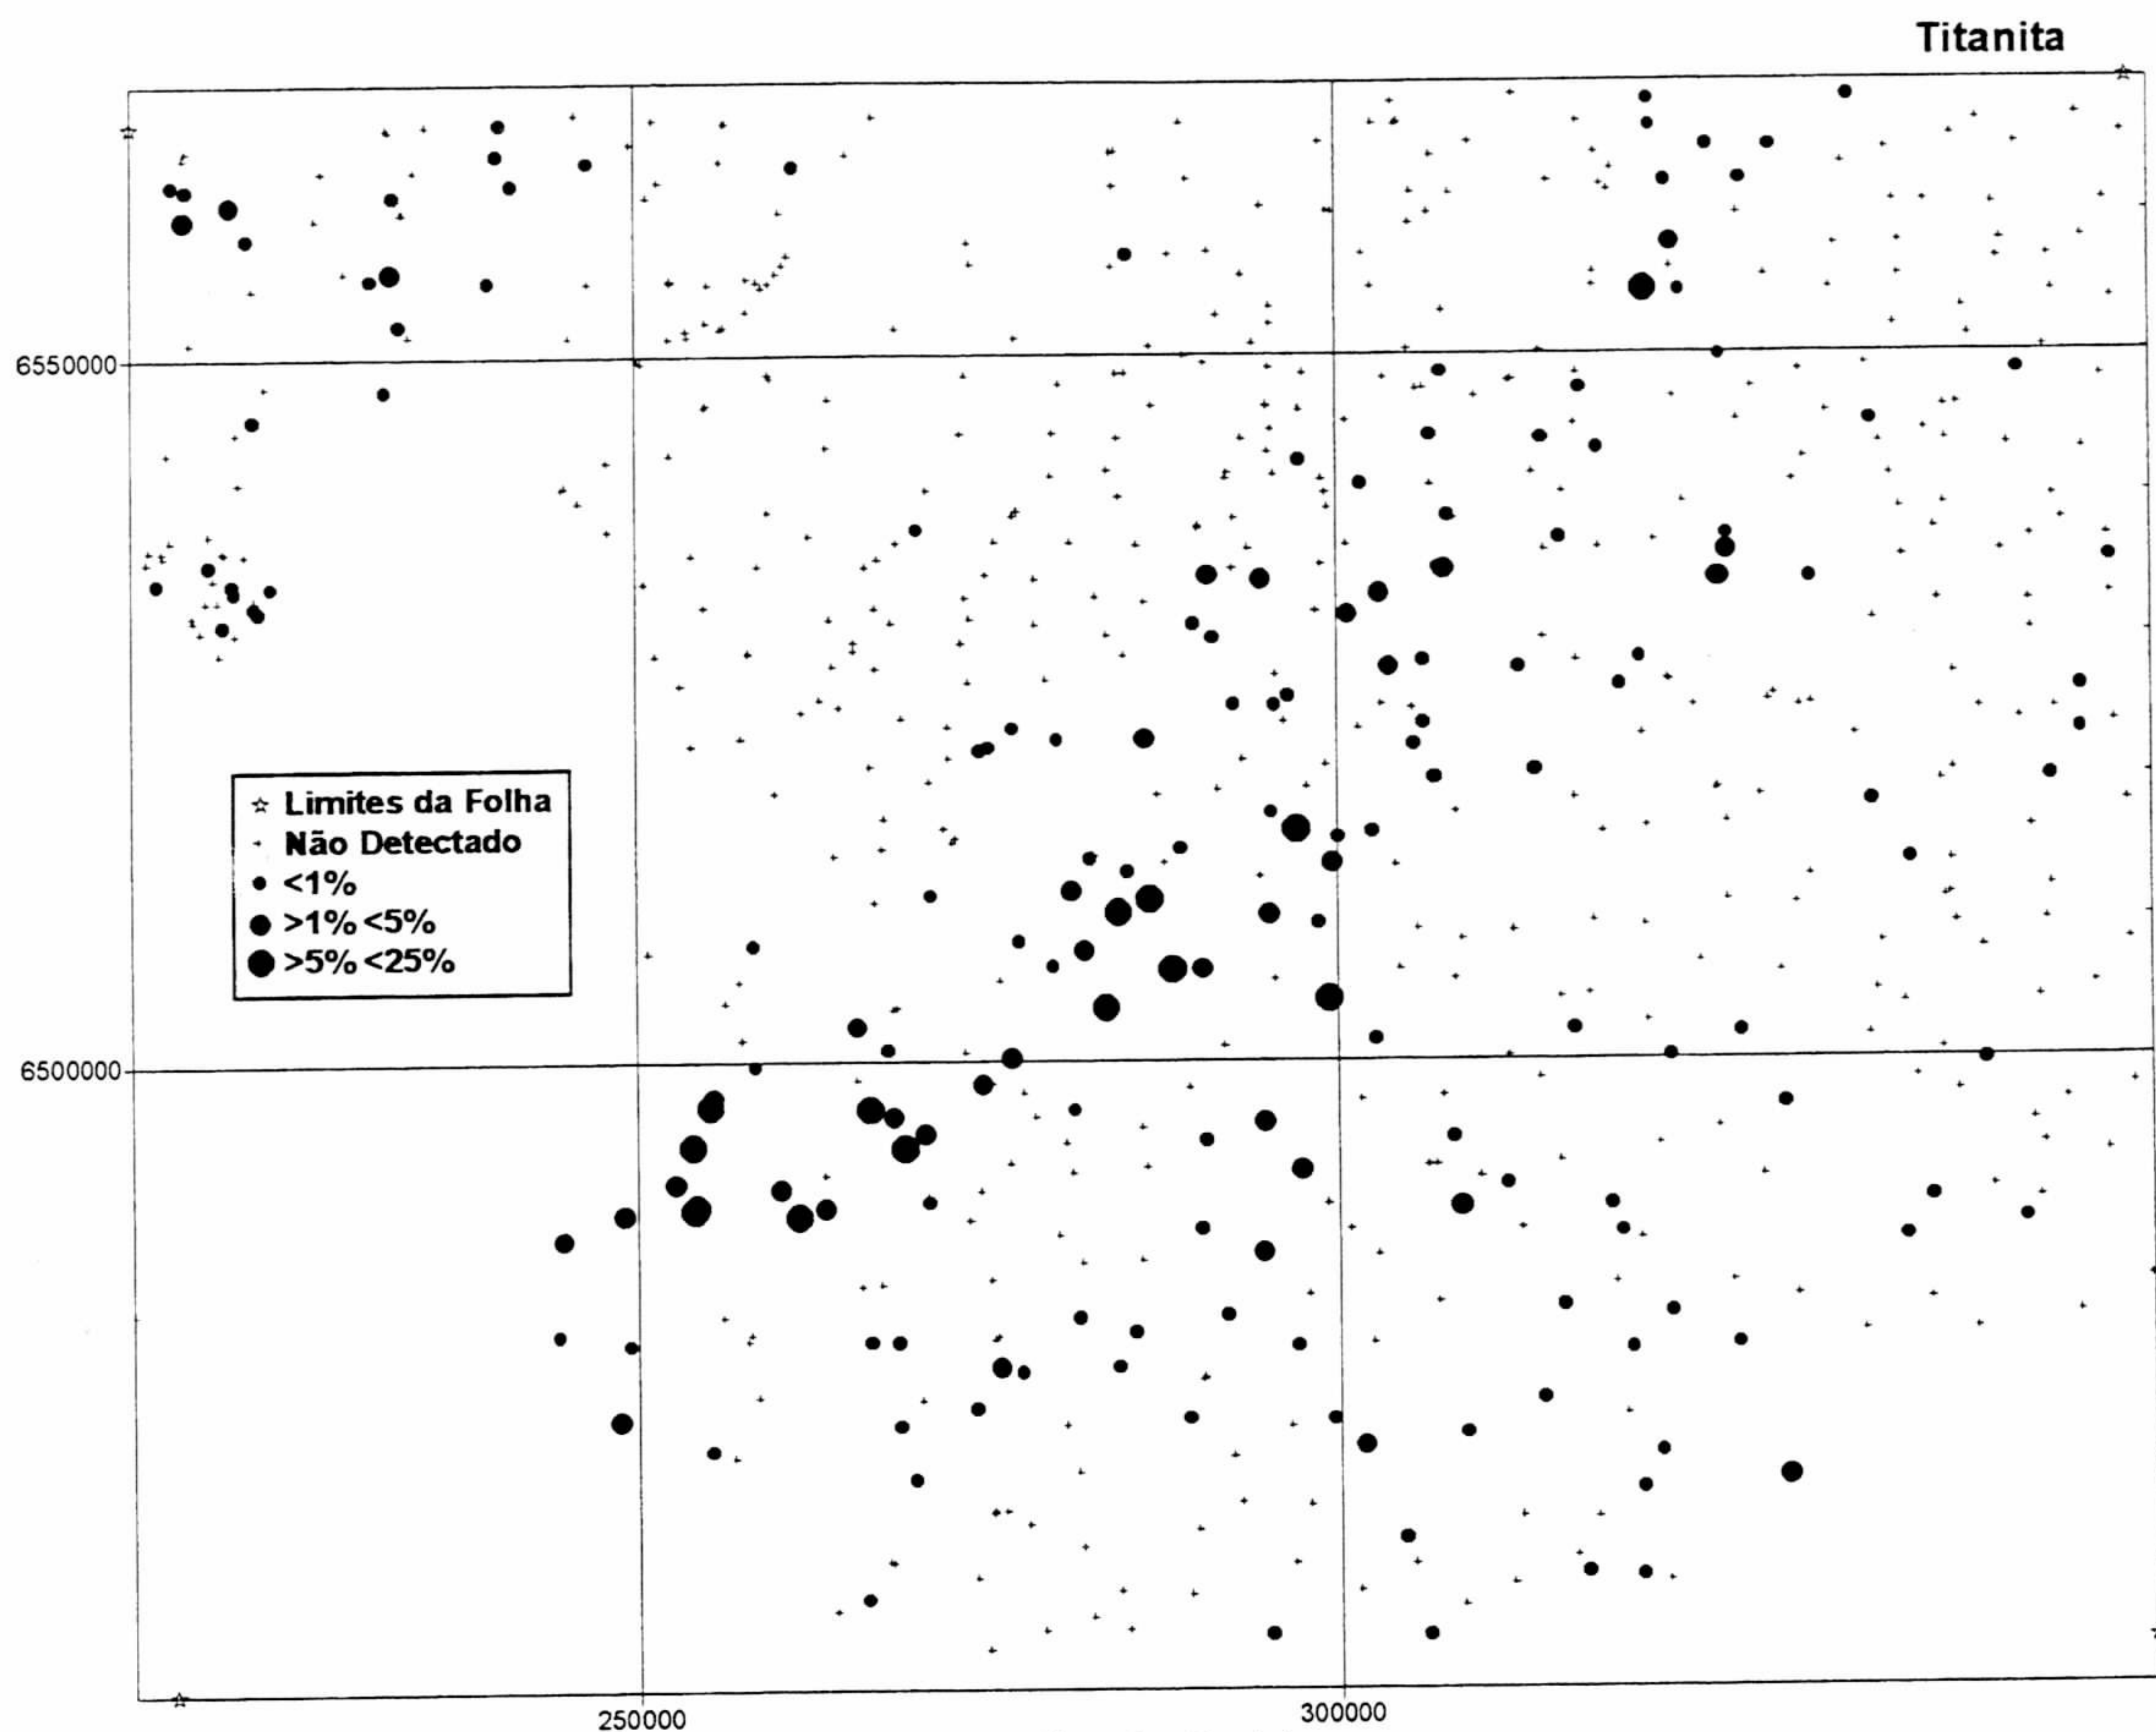 Titanita
6550000
Limites da Folha
Não Detectado
<1%
>1% <5%
>5% <25%
6500000
250000
300000